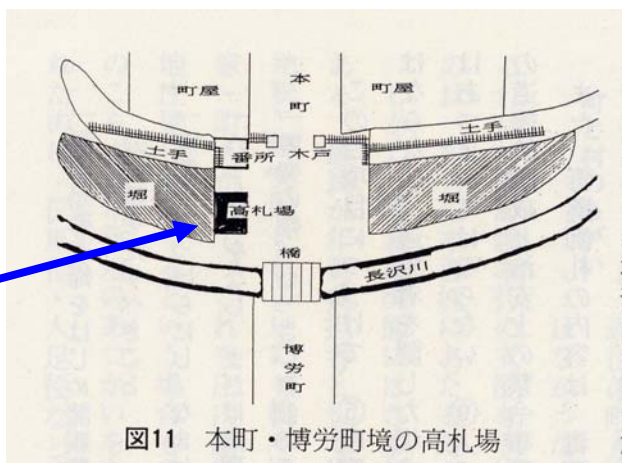 本町
町屋
町屋
土手
土手
番所
木戸
堀
堀
高札場
橋
長沢川
博労町
図11 本町・博労町境の高札場